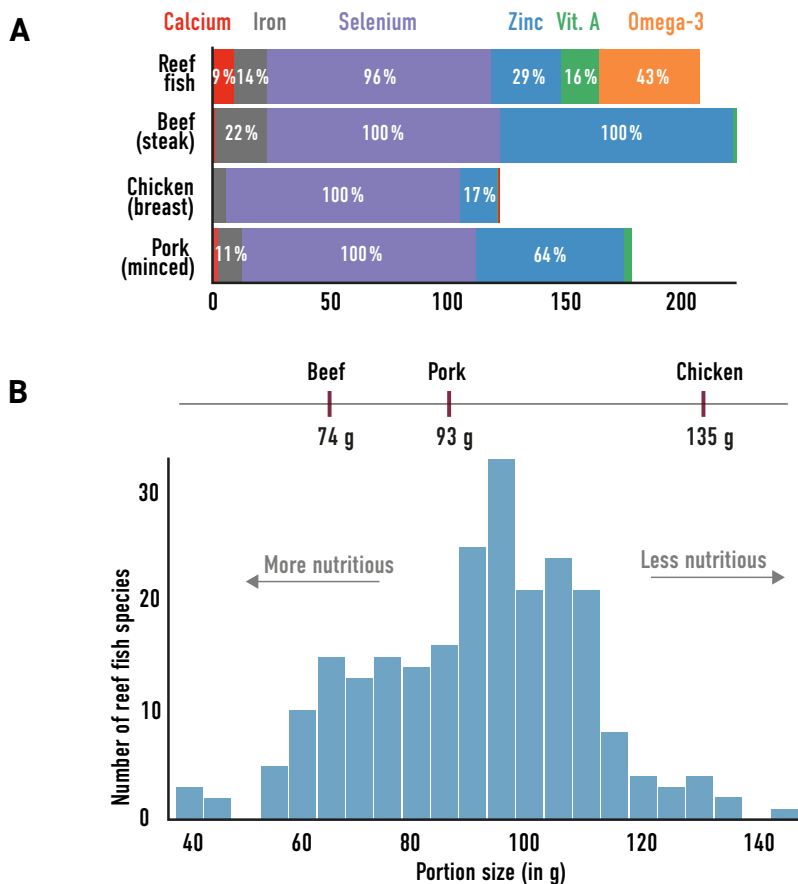 A
Calcium Iron Selenium Zinc Vit. A Omega-3
Reef
fish
9% 14% 96% 29% 16% 43%
Beef
(steak)
22% 100% 100%
Chicken
(breast)
100% 17%
Pork
(minced)
11% 100% 64%
0 50 100 150 200
B
Beef Pork Chicken
74 g 93 g 135 g
Number of reef fish species
30
20
10
0
More nutritious Less nutritious
40 60 80 100 120 140
Portion size (in g)